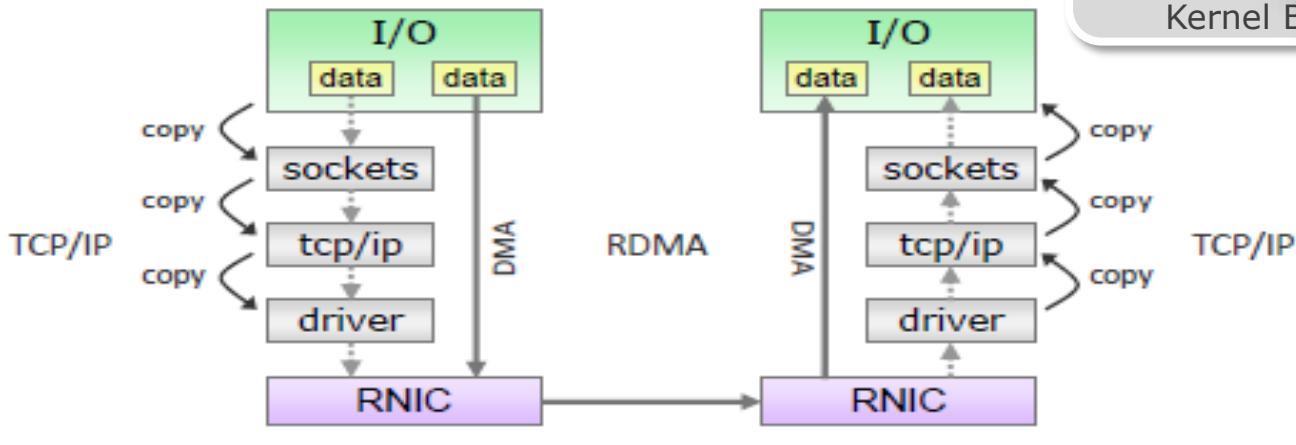 Kernel B
I/O
data data
copy
sockets
copy
TCP/IP
tcp/ip
DMA
copy
driver
RNIC
RDMA
I/O
data data
copy
sockets
copy
DMA
tcp/ip
TCP/IP
copy
driver
RNIC